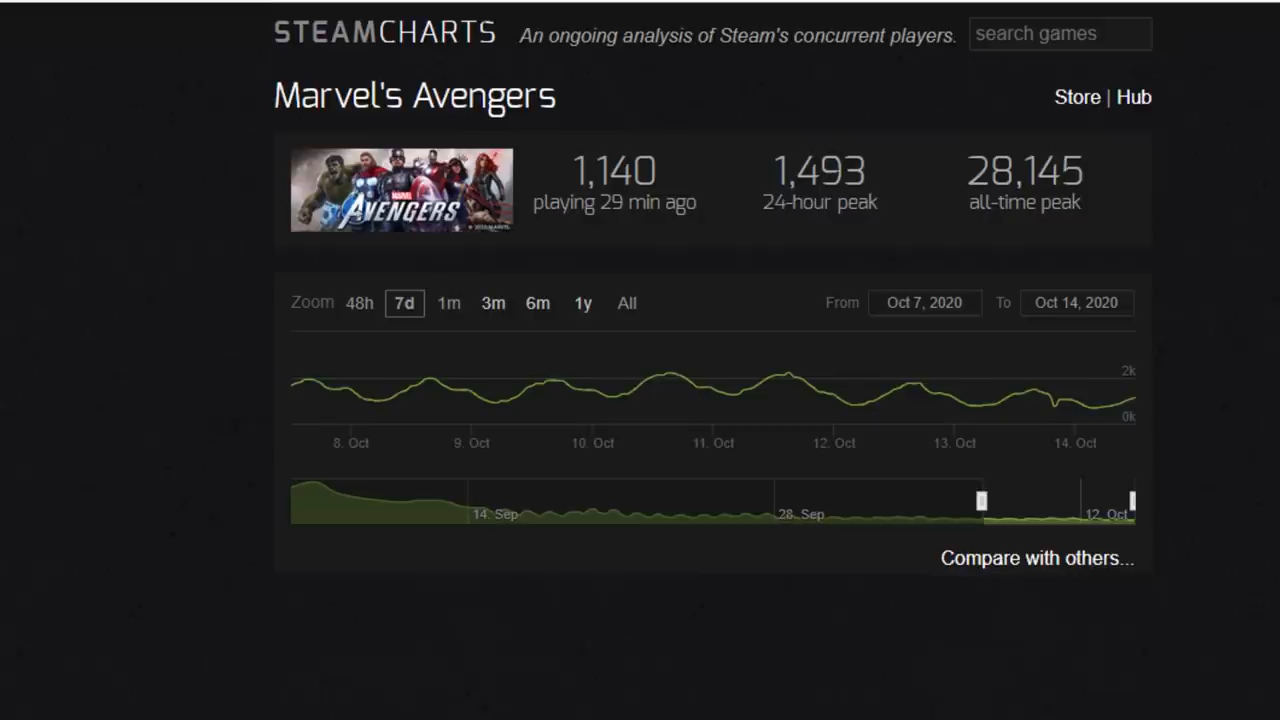 STEAMCHARTS An ongoing analysis of Steam's concurrent players. search games
Marvel's Avengers Store | Hub
MARVEL
AVENGERS
1,140 1,493 28,145
playing 29 min ago 24-hour peak all-time peak
Zoom 48h 7d 1m 3m 6m 1y All From Oct 7, 2020 To Oct 14, 2020
2k
0k
8. Oct 9. Oct 10. Oct 11. Oct 12. Oct 13. Oct 14. Oct
14. Sep 28. Sep 12. Oct
Compare with others...